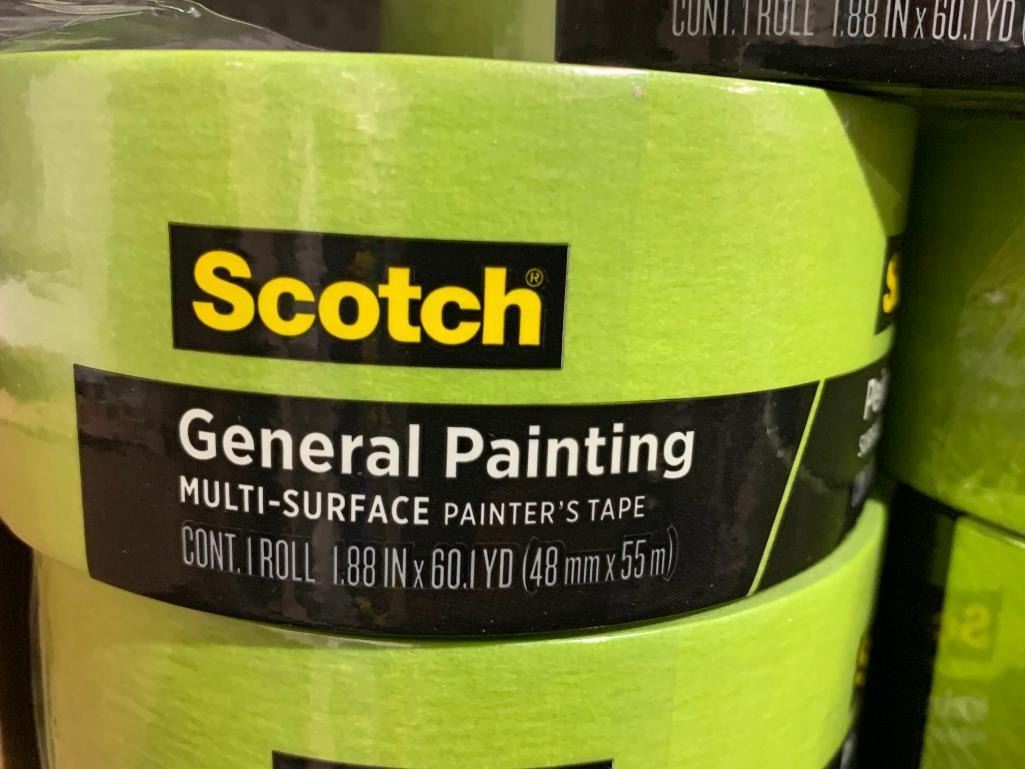 CONT. 1 ROLL 1.88 IN x 60.1 YD
Scotch®
General Painting
MULTI-SURFACE PAINTER'S TAPE
CONT. 1 ROLL 1.88 IN x 60.1 YD (48 mm x 55 m)